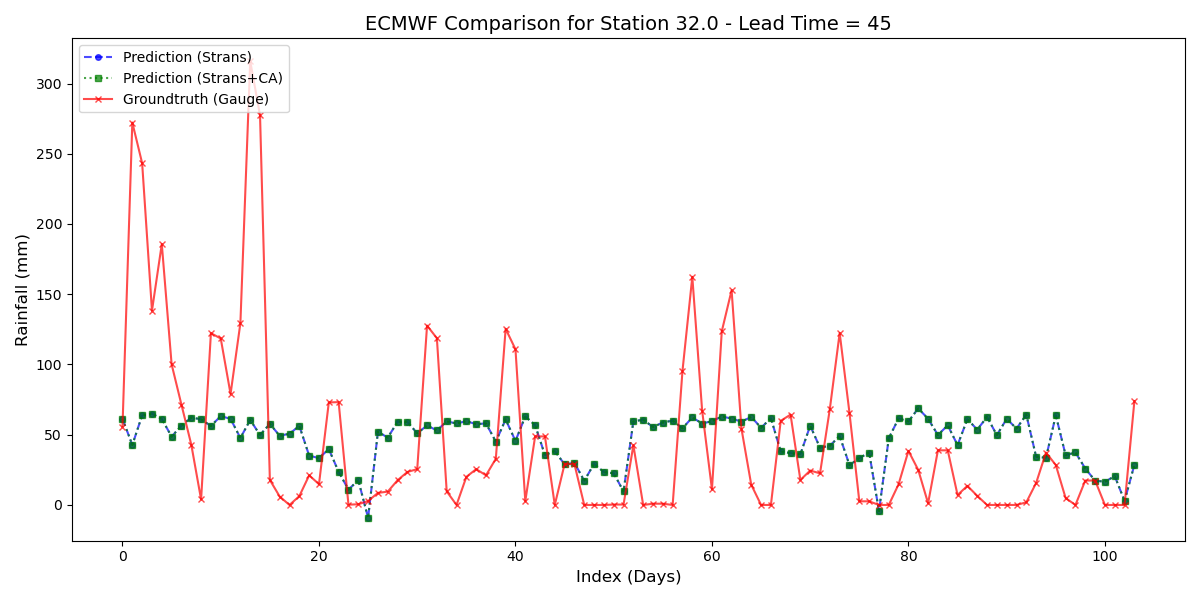 ECMWF Comparison for Station 32.0 - Lead Time = 45
Prediction (Strans)
Prediction (Strans+CA)
Groundtruth (Gauge)
Rainfall (mm)
300
250
200
150
100
50
0
0 20 40 60 80 100
Index (Days)